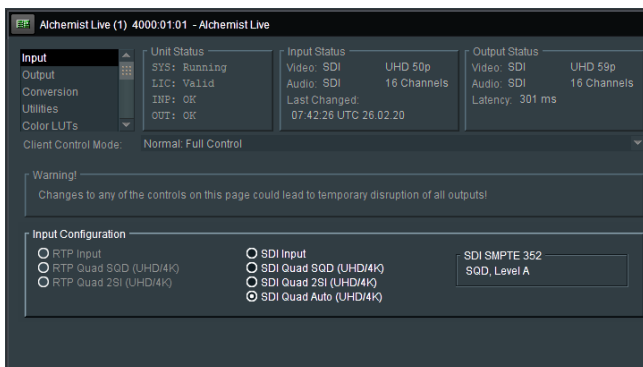 Alchemist Live (1) 4000:01:01 - Alchemist Live
Input
Output
Conversion
Utilities
Color LUTs
Unit Status
SYS: Running
LIC: Valid
INP: OK
OUT: OK
Input Status
Video: SDI UHD 50p
Audio: SDI 16 Channels
Last Changed:
07:42:26 UTC 26.02.20
Output Status
Video: SDI UHD 59p
Audio: SDI 16 Channels
Latency: 301 ms
Client Control Mode: Normal: Full Control
Warning!
Changes to any of the controls on this page could lead to temporary disruption of all outputs!
Input Configuration
RTP Input
RTP Quad SQD (UHD/4K)
RTP Quad 2SI (UHD/4K)
SDI Input
SDI Quad SQD (UHD/4K)
SDI Quad 2SI (UHD/4K)
SDI Quad Auto (UHD/4K)
SDI SMPTE 352
SQD, Level A